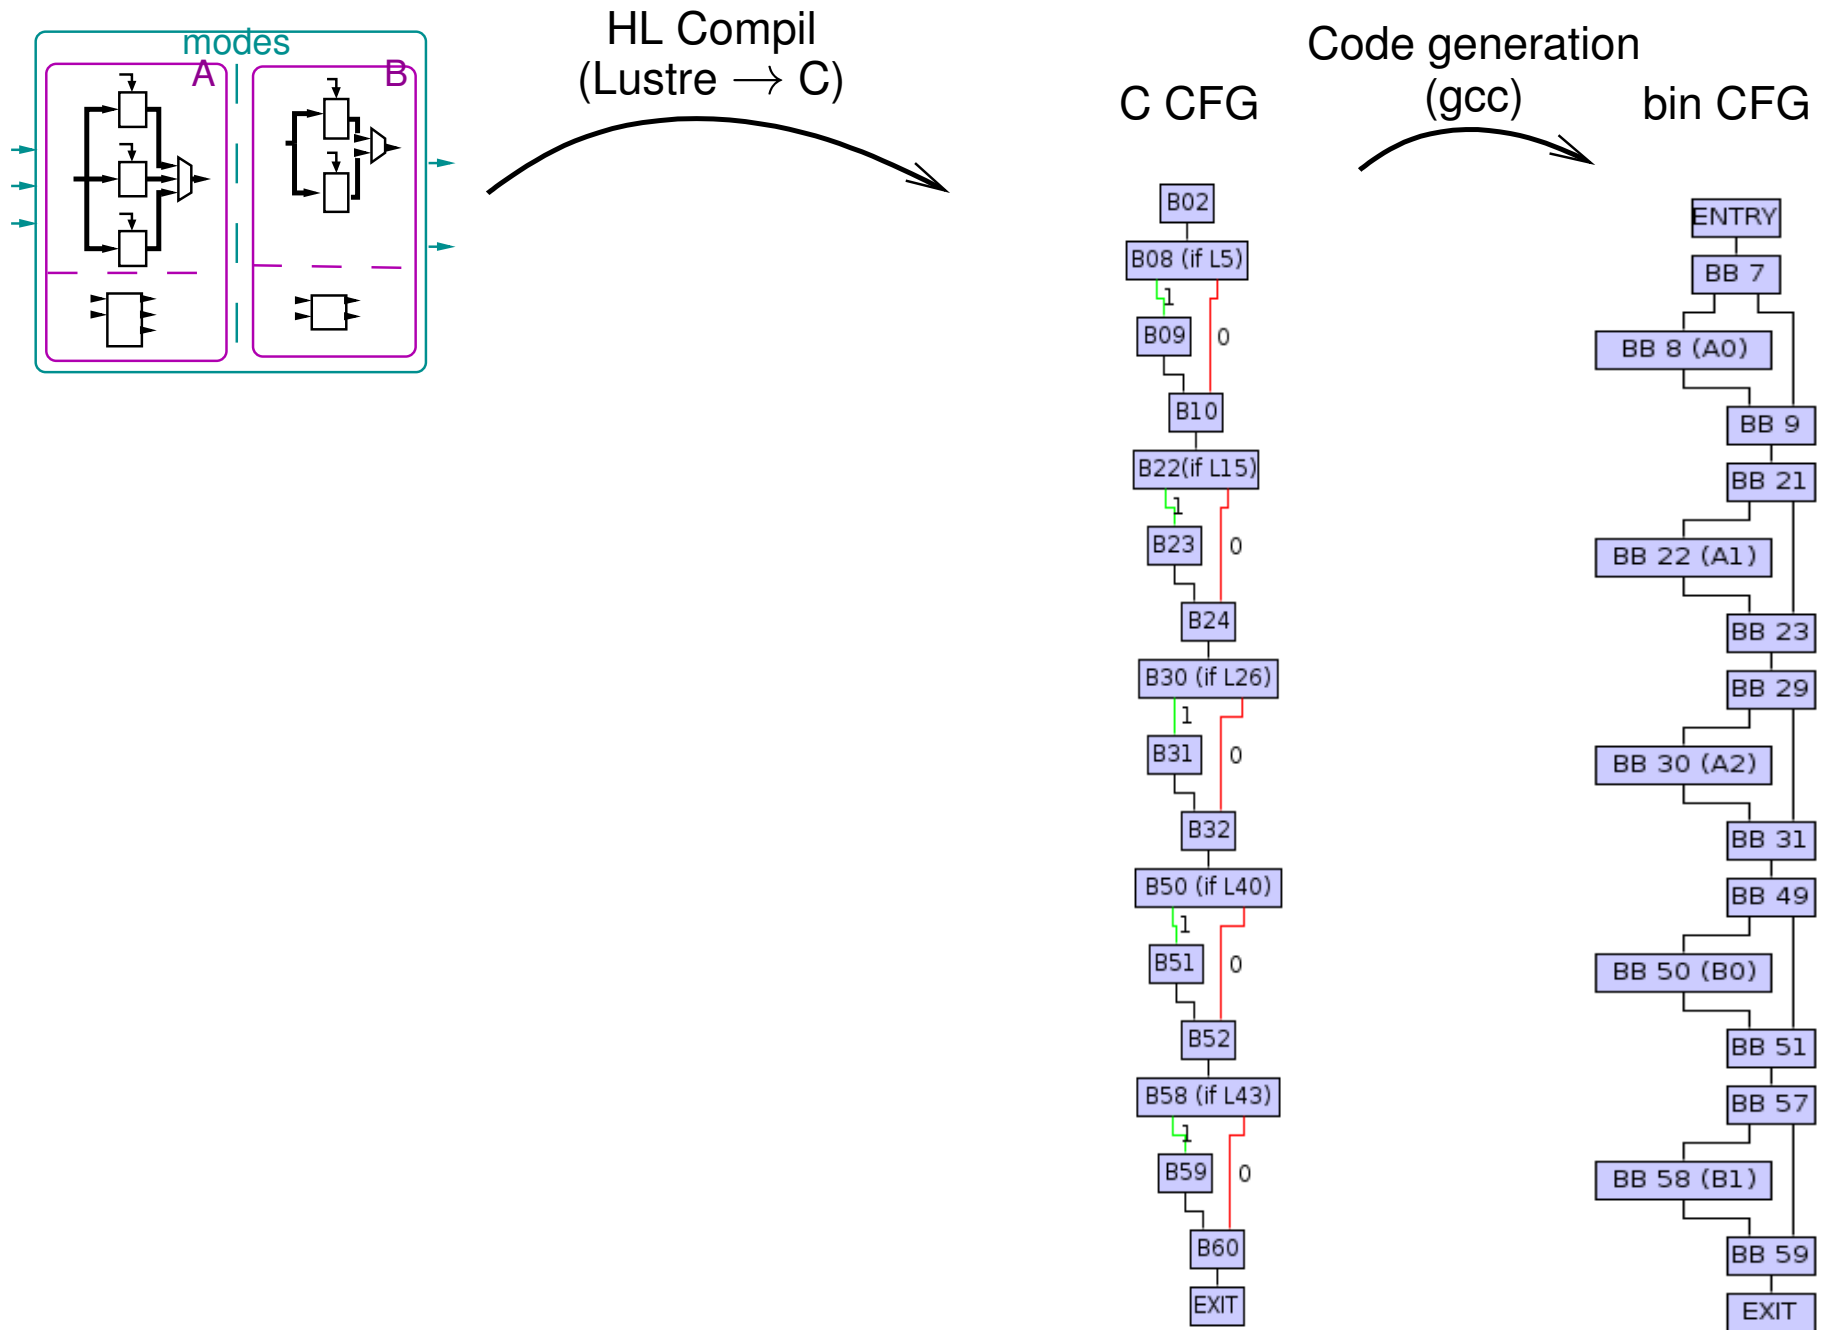 modes
A
B
HL Compil
(Lustre → C)
C CFG
Code generation
(gcc)
bin CFG
B02
B08 (if L5)
1
B09
0
B10
B22(if L15)
1
B23
0
B24
B30 (if L26)
1
B31
0
B32
B50 (if L40)
1
B51
0
B52
B58 (if L43)
1
B59
0
B60
EXIT
ENTRY
BB 7
BB 8 (A0)
BB 9
BB 21
BB 22 (A1)
BB 23
BB 29
BB 30 (A2)
BB 31
BB 49
BB 50 (B0)
BB 51
BB 57
BB 58 (B1)
BB 59
EXIT